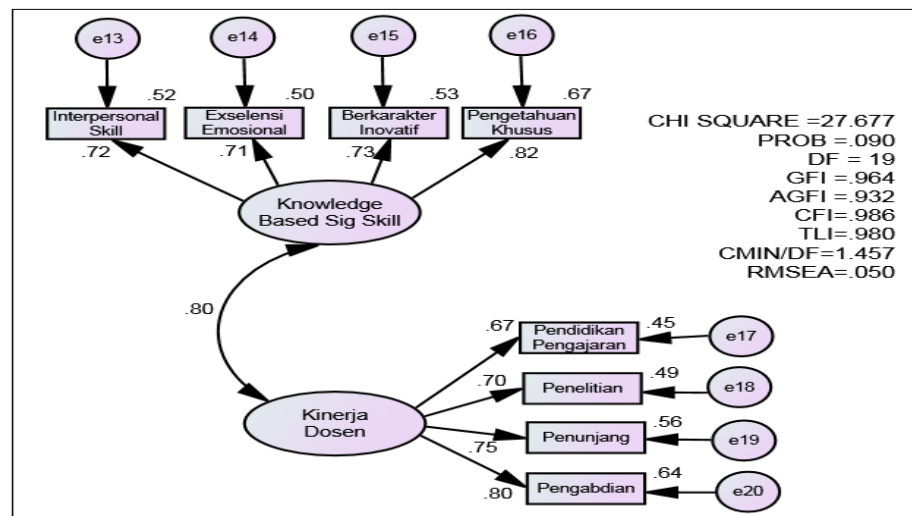 e13
e14
e15
e16
.52
.50
.53
.67
Interpersonal
Skill
Exselensi
Emosional
Berkarakter
Inovatif
Pengetahuan
Khusus
.72
.71
.73
.82
CHI SQUARE =27.677
PROB =.090
DF = 19
GFI =.964
AGFI =.932
CFI=.986
TLI=.980
CMIN/DF=1.457
RMSEA=.050
Knowledge
Based Sig Skill
.80
.67
Pendidikan
Pengajaran
.45
e17
.70
Penelitian
.49
e18
Kinerja
Dosen
.75
Penunjang
.56
e19
.80
Pengabdian
.64
e20